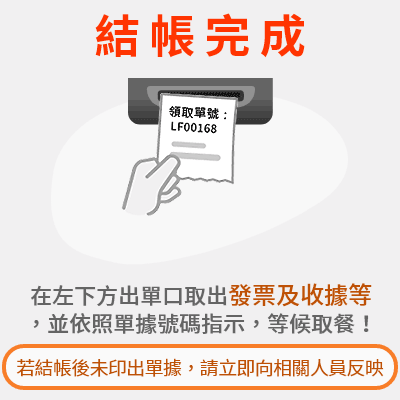 結帳完成
領取單號：
LF00168
在左下方出單口取出發票及收據等
，並依照單據號碼指示，等候取餐！
若結帳後未印出單據，請立即向相關人員反映